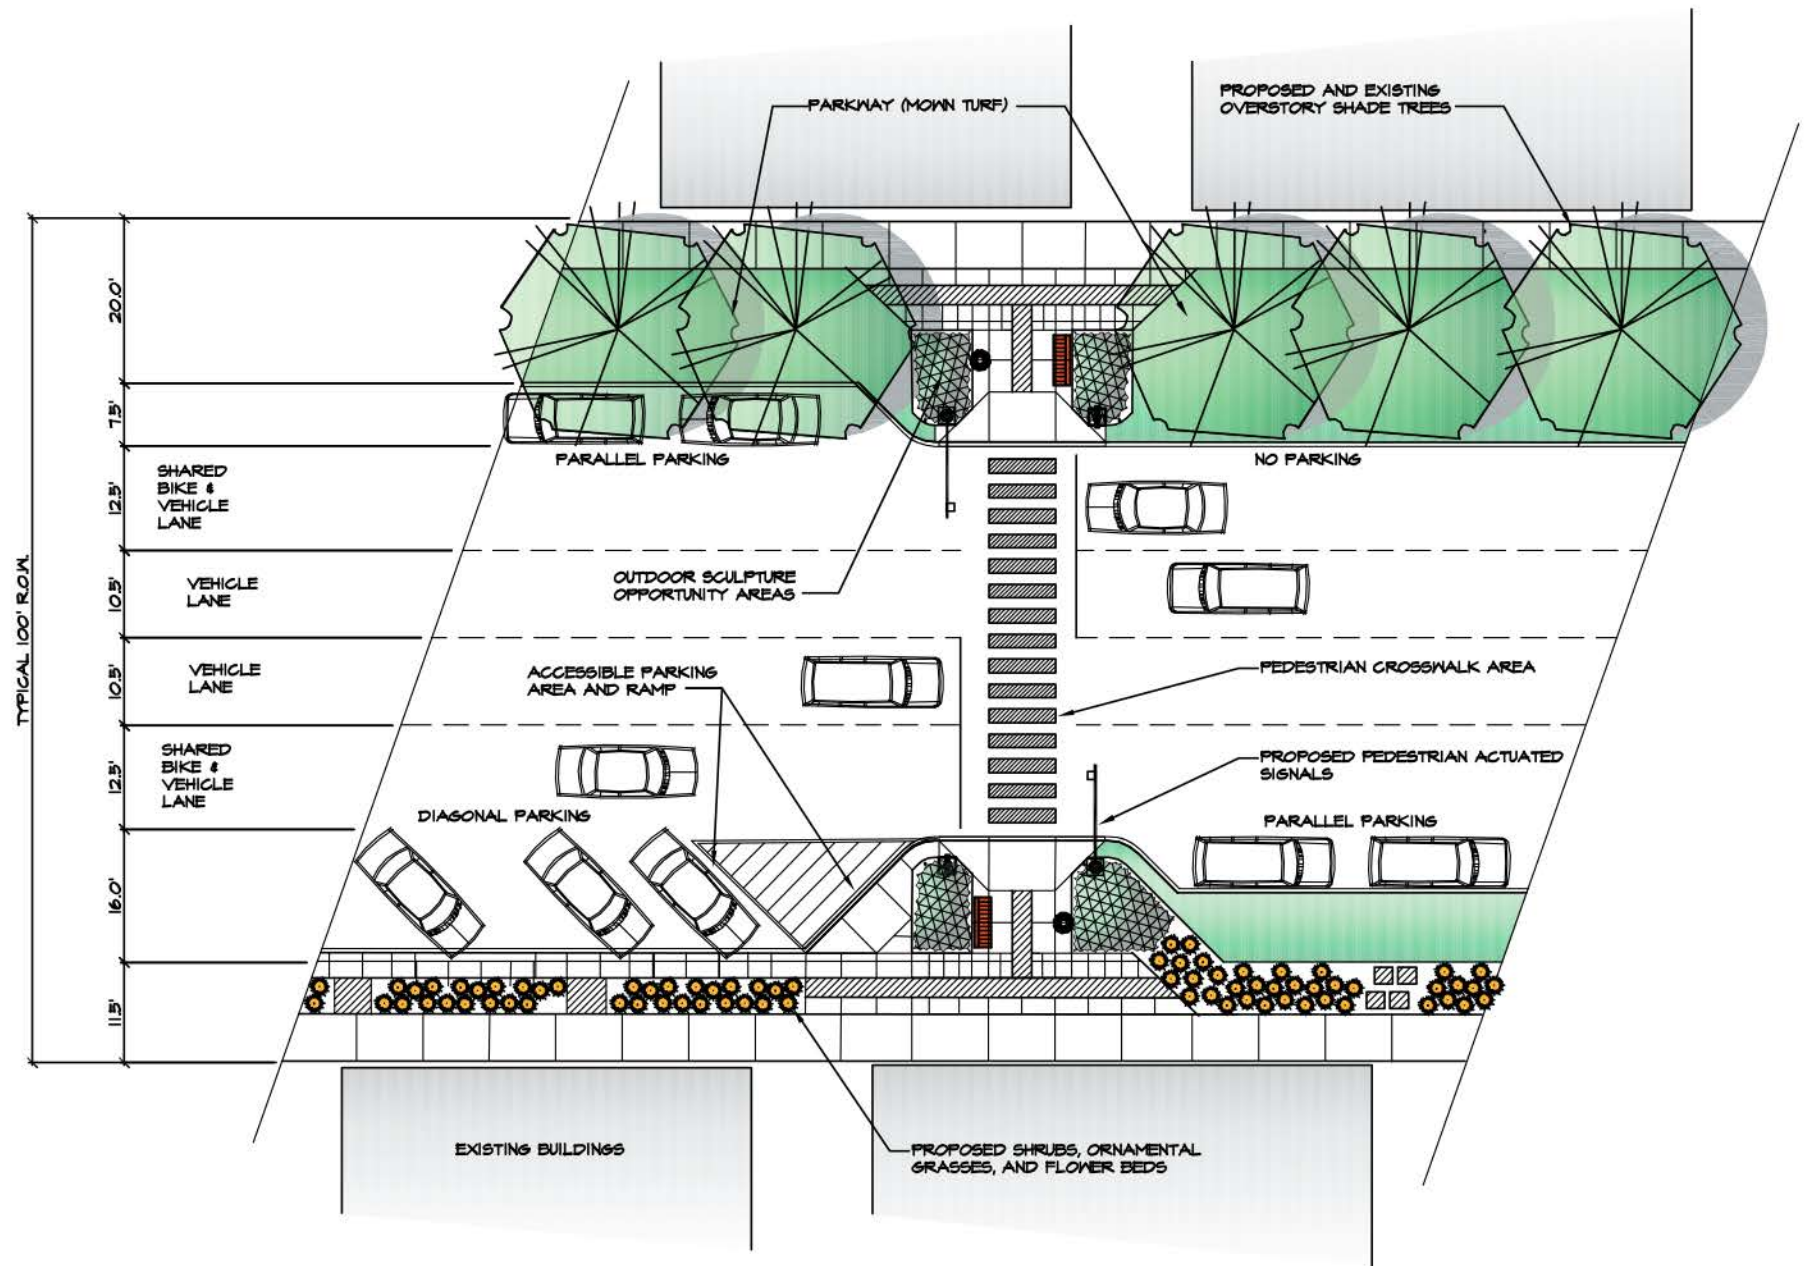 PARKWAY (MOWN TURF)
PROPOSED AND EXISTING
OVERSTORY SHADE TREES
20.0'
7.5'
PARALLEL PARKING
NO PARKING
SHARED
BIKE &
VEHICLE
LANE
12.5'
OUTDOOR SCULPTURE
OPPORTUNITY AREAS
VEHICLE
LANE
10.5'
TYPICAL 100' R.O.W.
ACCESSIBLE PARKING
AREA AND RAMP
PEDESTRIAN CROSSWALK AREA
VEHICLE
LANE
10.5'
SHARED
BIKE &
VEHICLE
LANE
12.5'
PROPOSED PEDESTRIAN ACTUATED
SIGNALS
DIAGONAL PARKING
PARALLEL PARKING
16.0'
11.5'
EXISTING BUILDINGS
PROPOSED SHRUBS, ORNAMENTAL
GRASSES, AND FLOWER BEDS